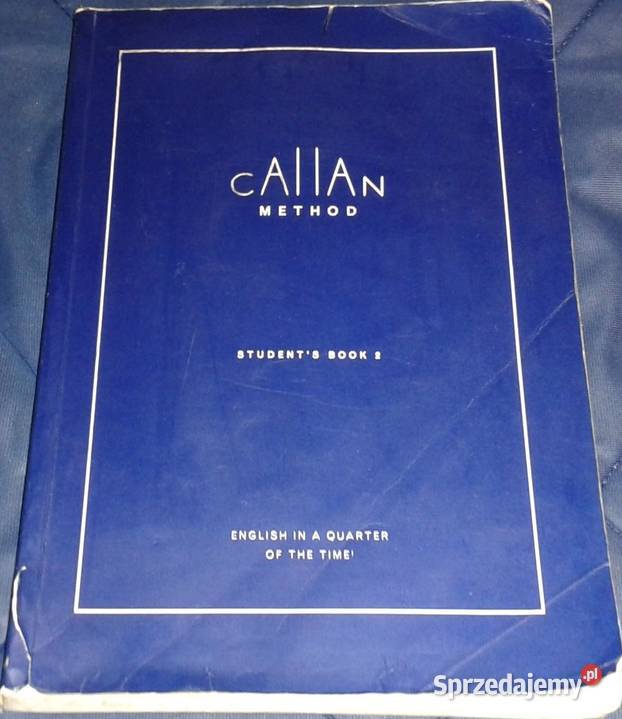 cAllAN
METHOD
STUDENT'S BOOK 2
ENGLISH IN A QUARTER
OF THE TIME!
Sprzedajemy.pl